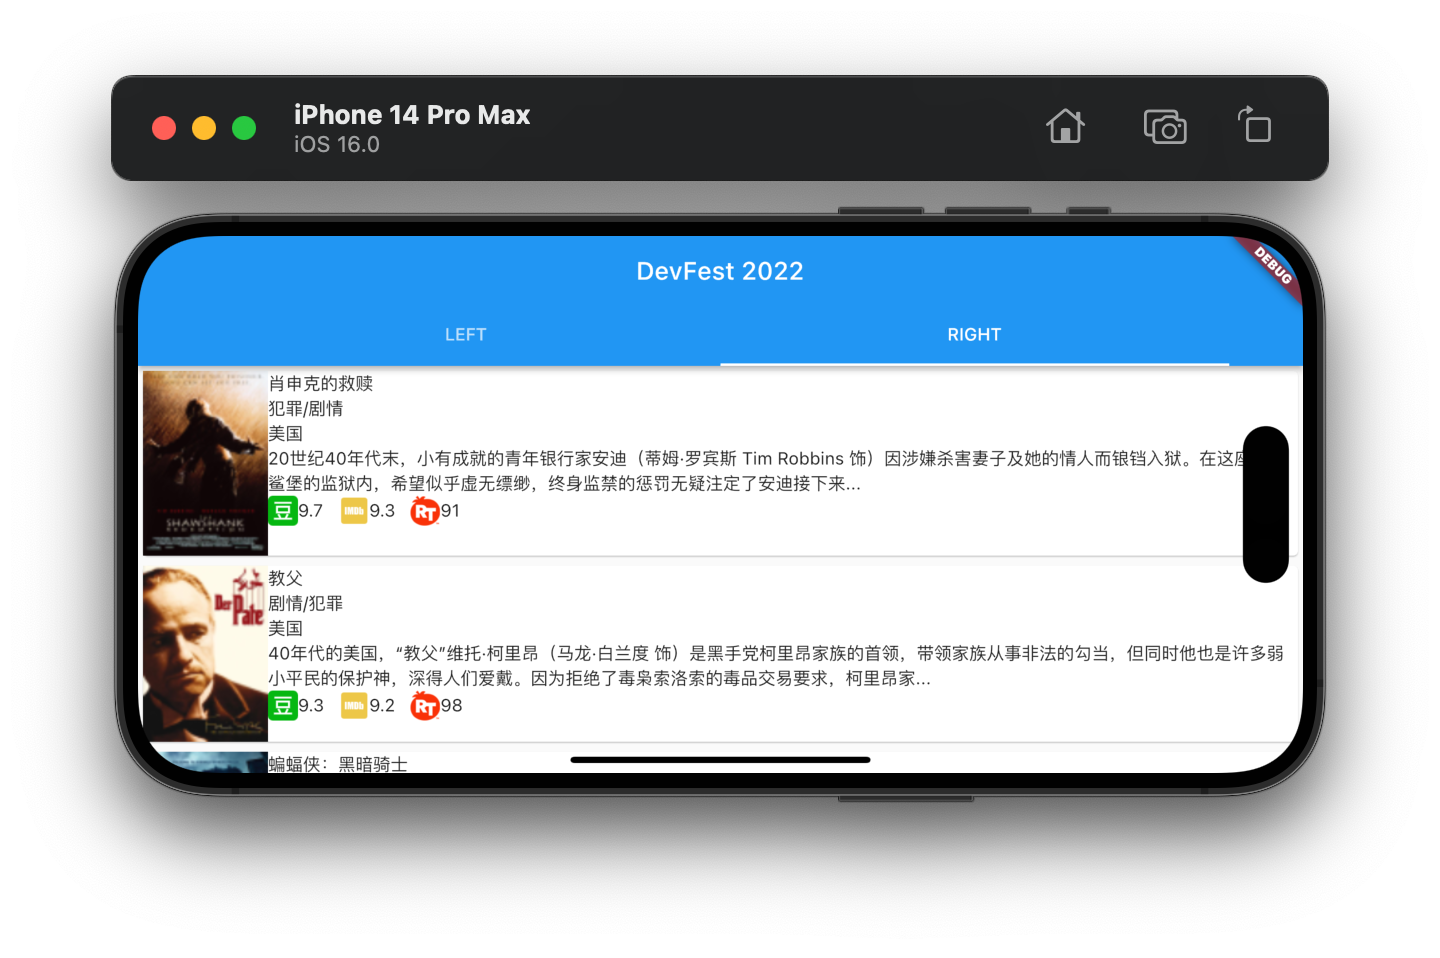 iPhone 14 Pro Max
iOS 16.0
DevFest 2022
DEBUG
LEFT
RIGHT
肖申克的救赎
犯罪/剧情
美国
20世纪40年代末，小有成就的青年银行家安迪（蒂姆·罗宾斯 Tim Robbins 饰）因涉嫌杀害妻子及她的情人而锒铛入狱。在这座
鲨堡的监狱内，希望似乎虚无缥缈，终身监禁的惩罚无疑注定了安迪接下来...
豆 9.7 IMDb 9.3 RT 91
SHAWSHANK
REDEMPTION
教父
剧情/犯罪
美国
40年代的美国，“教父”维托·柯里昂（马龙·白兰度 饰）是黑手党柯里昂家族的首领，带领家族从事非法的勾当，但同时他也是许多弱
小平民的保护神，深得人们爱戴。因为拒绝了毒枭索洛索的毒品交易要求，柯里昂家...
豆 9.3 IMDb 9.2 RT 98
Der Pate
蝙蝠侠：黑暗骑士